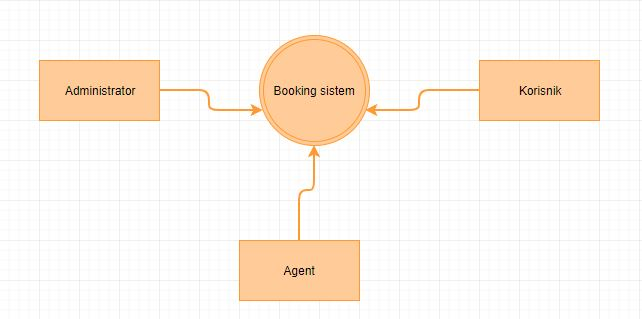 Administrator
Booking sistem
Korisnik
Agent